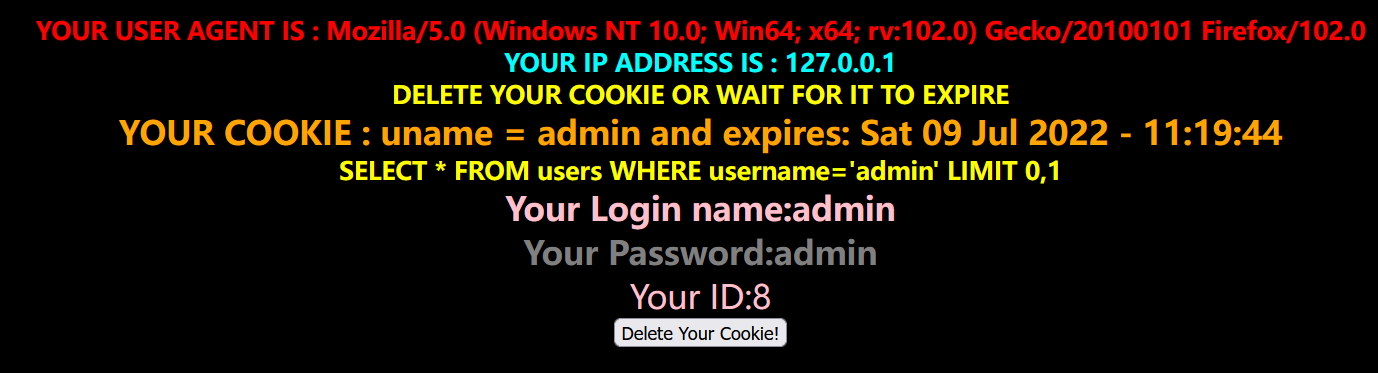 YOUR USER AGENT IS : Mozilla/5.0 (Windows NT 10.0; Win64; x64; rv:102.0) Gecko/20100101 Firefox/102.0
YOUR IP ADDRESS IS : 127.0.0.1
DELETE YOUR COOKIE OR WAIT FOR IT TO EXPIRE
YOUR COOKIE : uname = admin and expires: Sat 09 Jul 2022 - 11:19:44
SELECT * FROM users WHERE username='admin' LIMIT 0,1
Your Login name:admin
Your Password:admin
Your ID:8
Delete Your Cookie!